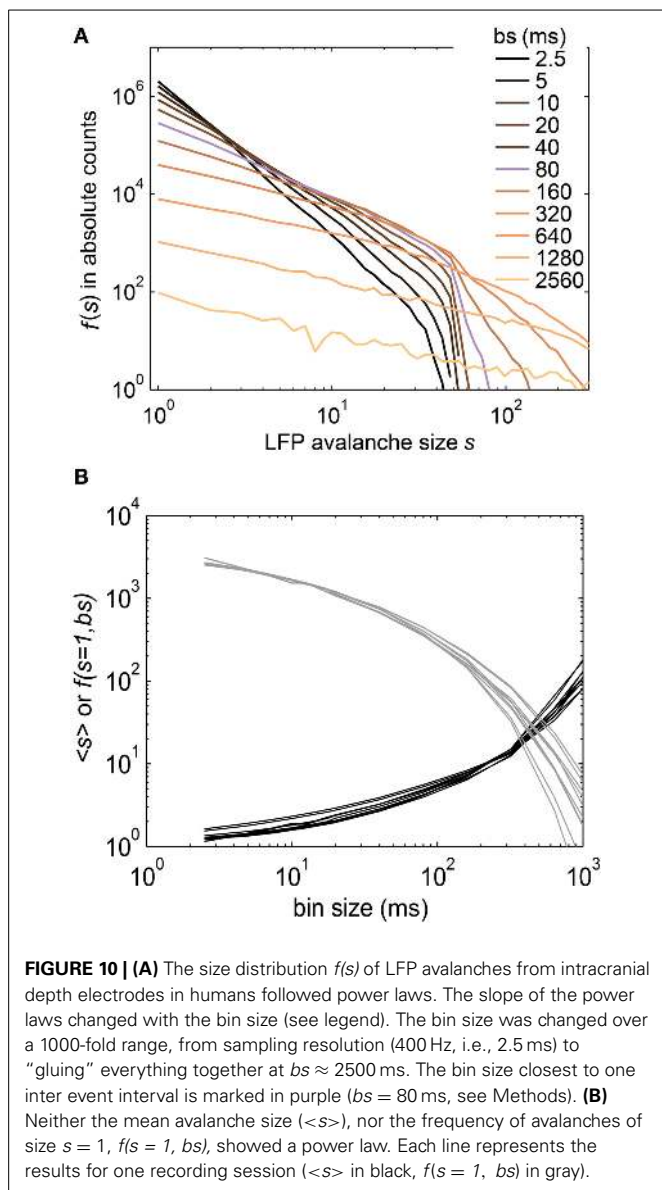 A
bs (ms)
2.5
5
10
20
40
80
160
320
640
1280
2560
10^6
10^4
10^2
10^0
f(s) in absolute counts
10^0 10^1 10^2
LFP avalanche size s
B
10^4
10^3
10^2
10^1
10^0
<s> or f(s=1,bs)
10^0 10^1 10^2 10^3
bin size (ms)
FIGURE 10 | (A) The size distribution f(s) of LFP avalanches from intracranial
depth electrodes in humans followed power laws. The slope of the power
laws changed with the bin size (see legend). The bin size was changed over
a 1000-fold range, from sampling resolution (400 Hz, i.e., 2.5 ms) to
“gluing” everything together at bs ≈ 2500 ms. The bin size closest to one
inter event interval is marked in purple (bs = 80 ms, see Methods). (B)
Neither the mean avalanche size (<s>), nor the frequency of avalanches of
size s = 1, f(s = 1, bs), showed a power law. Each line represents the
results for one recording session (<s> in black, f(s = 1, bs) in gray).